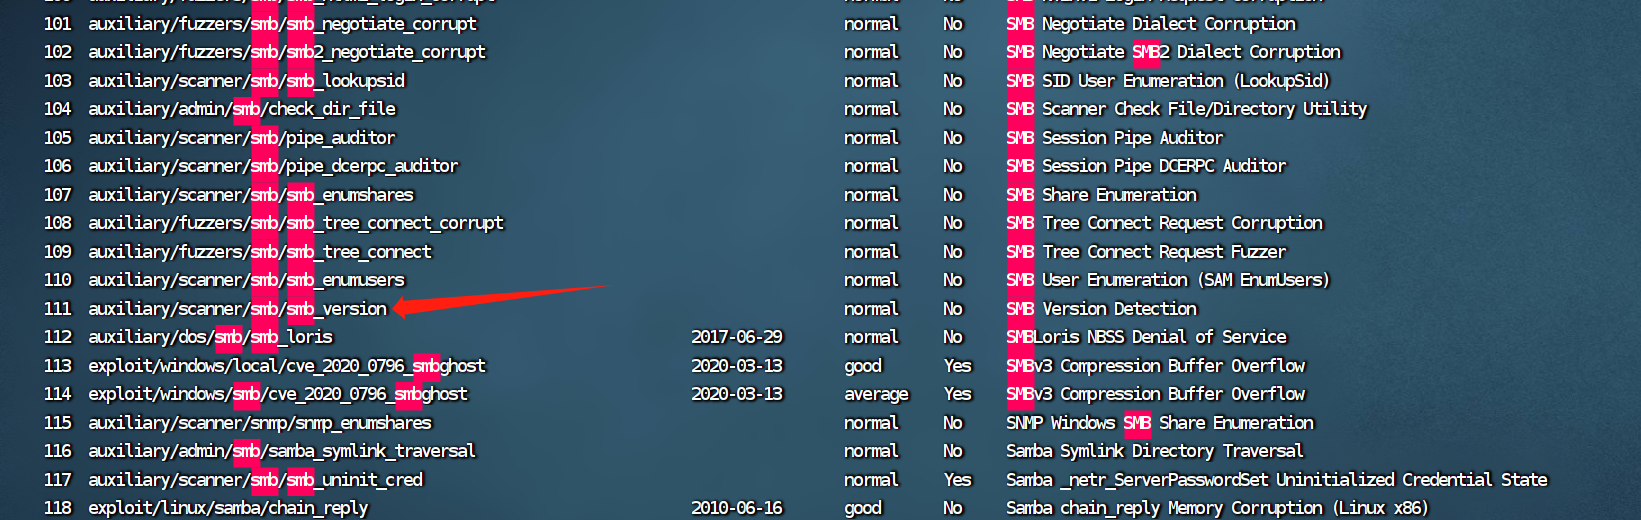 101 auxiliary/fuzzers/smb/smb_negotiate_corrupt normal No SMB Negotiate Dialect Corruption
102 auxiliary/fuzzers/smb/smb2_negotiate_corrupt normal No SMB Negotiate SMB2 Dialect Corruption
103 auxiliary/scanner/smb/smb_lookupsid normal No SMB SID User Enumeration (LookupSid)
104 auxiliary/admin/smb/check_dir_file normal No SMB Scanner Check File/Directory Utility
105 auxiliary/scanner/smb/pipe_auditor normal No SMB Session Pipe Auditor
106 auxiliary/scanner/smb/pipe_dcerpc_auditor normal No SMB Session Pipe DCERPC Auditor
107 auxiliary/scanner/smb/smb_enumshares normal No SMB Share Enumeration
108 auxiliary/fuzzers/smb/smb_tree_connect_corrupt normal No SMB Tree Connect Request Corruption
109 auxiliary/fuzzers/smb/smb_tree_connect normal No SMB Tree Connect Request Fuzzer
110 auxiliary/scanner/smb/smb_enumusers normal No SMB User Enumeration (SAM EnumUsers)
111 auxiliary/scanner/smb/smb_version normal No SMB Version Detection
112 auxiliary/dos/smb/smb_loris 2017-06-29 normal No SMBLoris NBSS Denial of Service
113 exploit/windows/local/cve_2020_0796_smbghost 2020-03-13 good Yes SMBv3 Compression Buffer Overflow
114 exploit/windows/smb/cve_2020_0796_smbghost 2020-03-13 average Yes SMBv3 Compression Buffer Overflow
115 auxiliary/scanner/snmp/snmp_enumshares normal No SNMP Windows SMB Share Enumeration
116 auxiliary/admin/smb/samba_symlink_traversal normal No Samba Symlink Directory Traversal
117 auxiliary/scanner/smb/smb_uninit_cred normal Yes Samba _netr_ServerPasswordSet Uninitialized Credential State
118 exploit/linux/samba/chain_reply 2010-06-16 good No Samba chain_reply Memory Corruption (Linux x86)